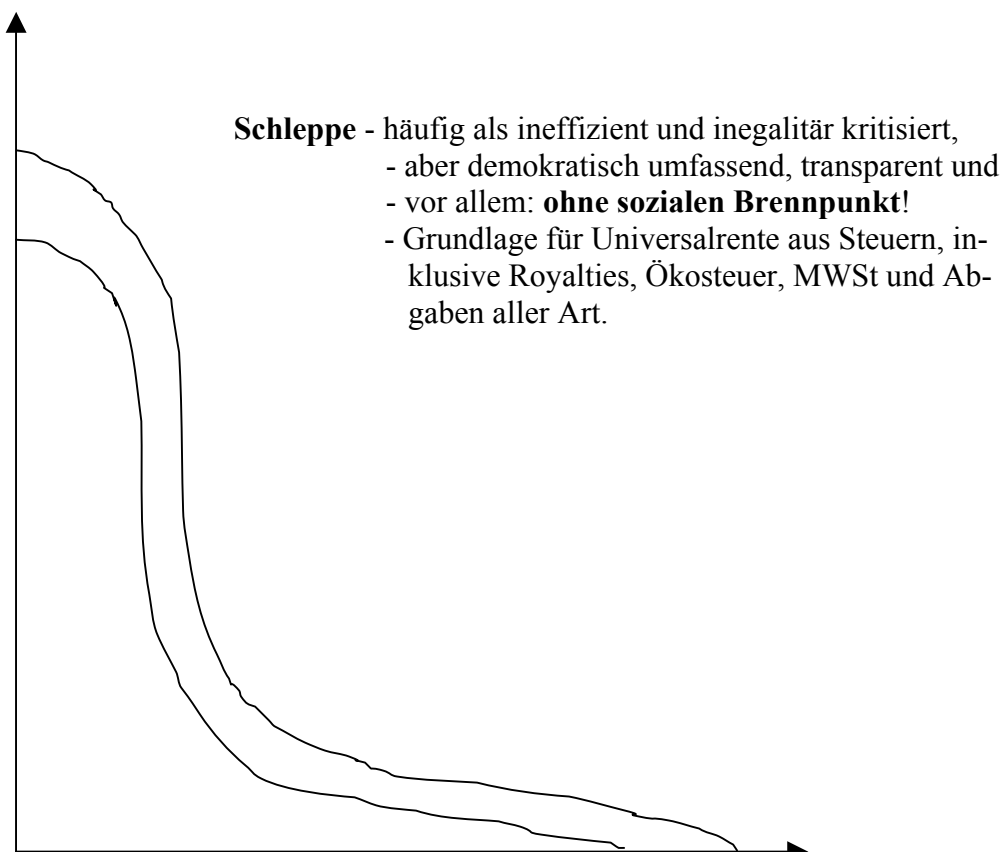 Schleppe - häufig als ineffizient und inegalitär kritisiert,
- aber demokratisch umfassend, transparent und
- vor allem: ohne sozialen Brennpunkt!
- Grundlage für Universalrente aus Steuern, in-
klusive Royalties, Ökosteuer, MWSt und Ab-
gaben aller Art.